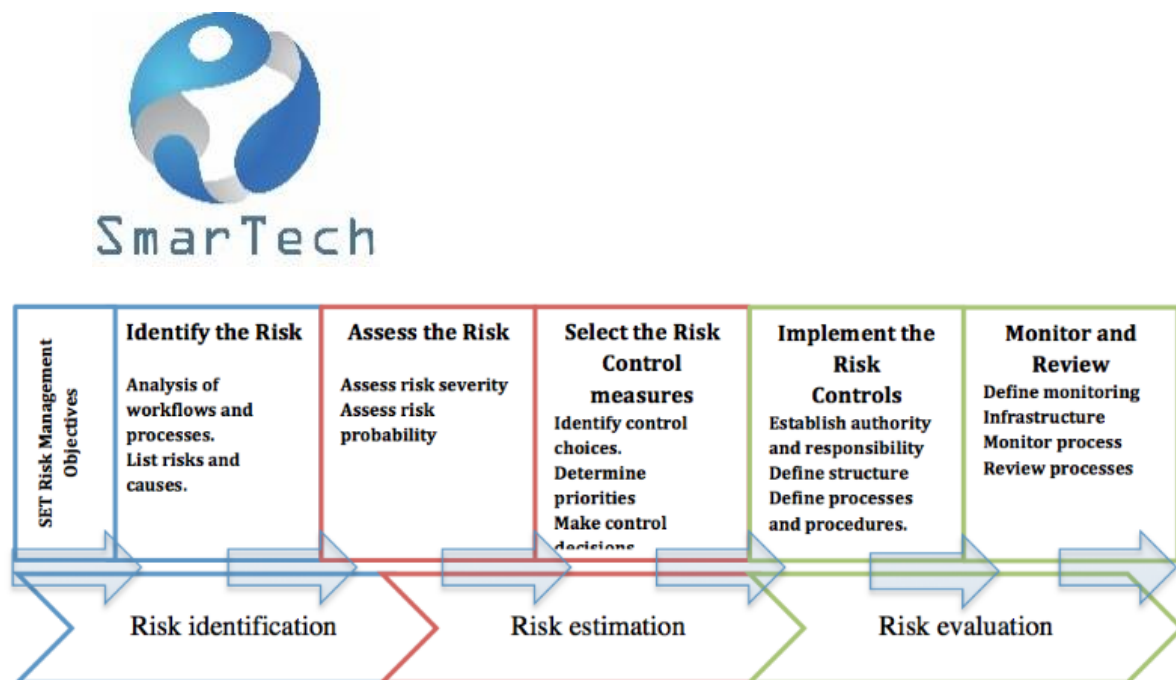 SmarTech
SET Risk Management
Objectives
Identify the Risk
Analysis of
workflows and
processes.
List risks and
causes.
Assess the Risk
Assess risk severity
Assess risk
probability
Select the Risk
Control
measures
Identify control
choices.
Determine
priorities
Make control
decisions
Implement the
Risk
Controls
Establish authority
and responsibility
Define structure
Define processes
and procedures.
Monitor and
Review
Define monitoring
Infrastructure
Monitor process
Review processes
Risk identification
Risk estimation
Risk evaluation